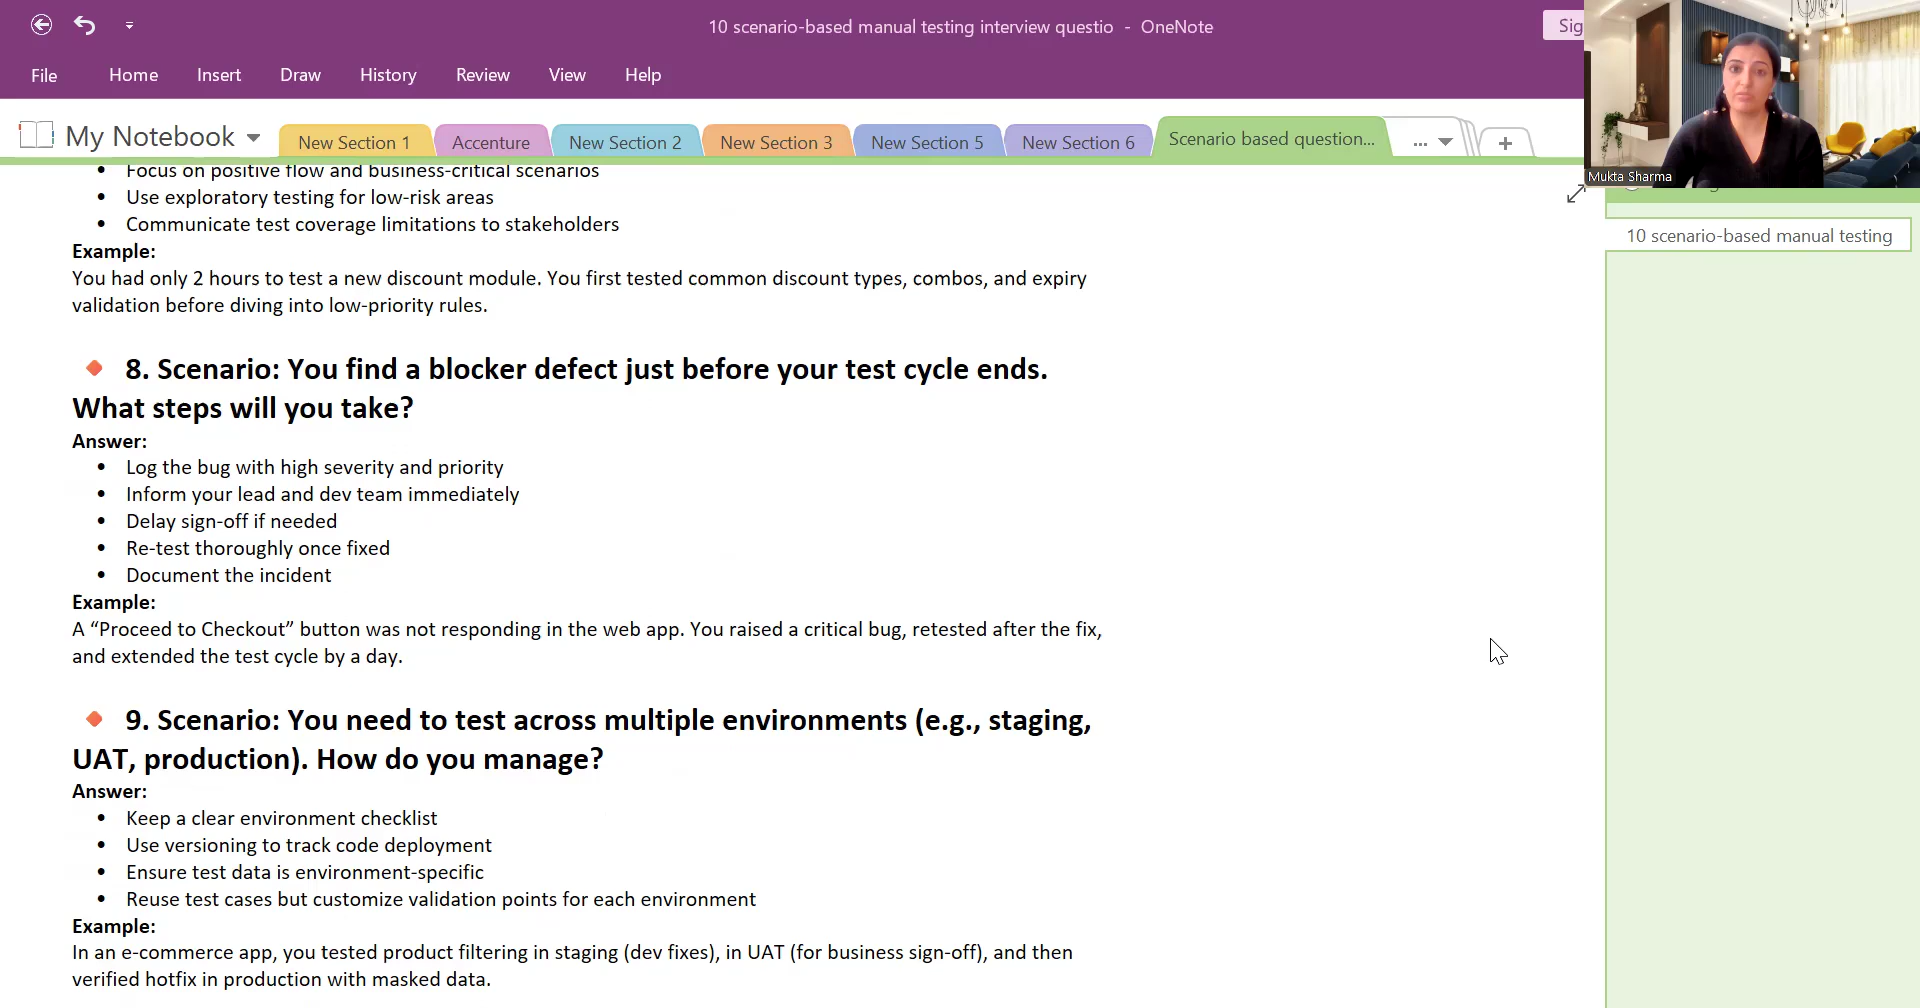 10 scenario-based manual testing interview questio - OneNote
Sig
File Home Insert Draw History Review View Help
Mukta Sharma
My Notebook
New Section 1
Accenture
New Section 2
New Section 3
New Section 5
New Section 6
Scenario based question...
...
10 scenario-based manual testing
• Focus on positive flow and business-critical scenarios
• Use exploratory testing for low-risk areas
• Communicate test coverage limitations to stakeholders
Example:
You had only 2 hours to test a new discount module. You first tested common discount types, combos, and expiry
validation before diving into low-priority rules.
8. Scenario: You find a blocker defect just before your test cycle ends.
What steps will you take?
Answer:
• Log the bug with high severity and priority
• Inform your lead and dev team immediately
• Delay sign-off if needed
• Re-test thoroughly once fixed
• Document the incident
Example:
A “Proceed to Checkout” button was not responding in the web app. You raised a critical bug, retested after the fix,
and extended the test cycle by a day.
9. Scenario: You need to test across multiple environments (e.g., staging,
UAT, production). How do you manage?
Answer:
• Keep a clear environment checklist
• Use versioning to track code deployment
• Ensure test data is environment-specific
• Reuse test cases but customize validation points for each environment
Example:
In an e-commerce app, you tested product filtering in staging (dev fixes), in UAT (for business sign-off), and then
verified hotfix in production with masked data.